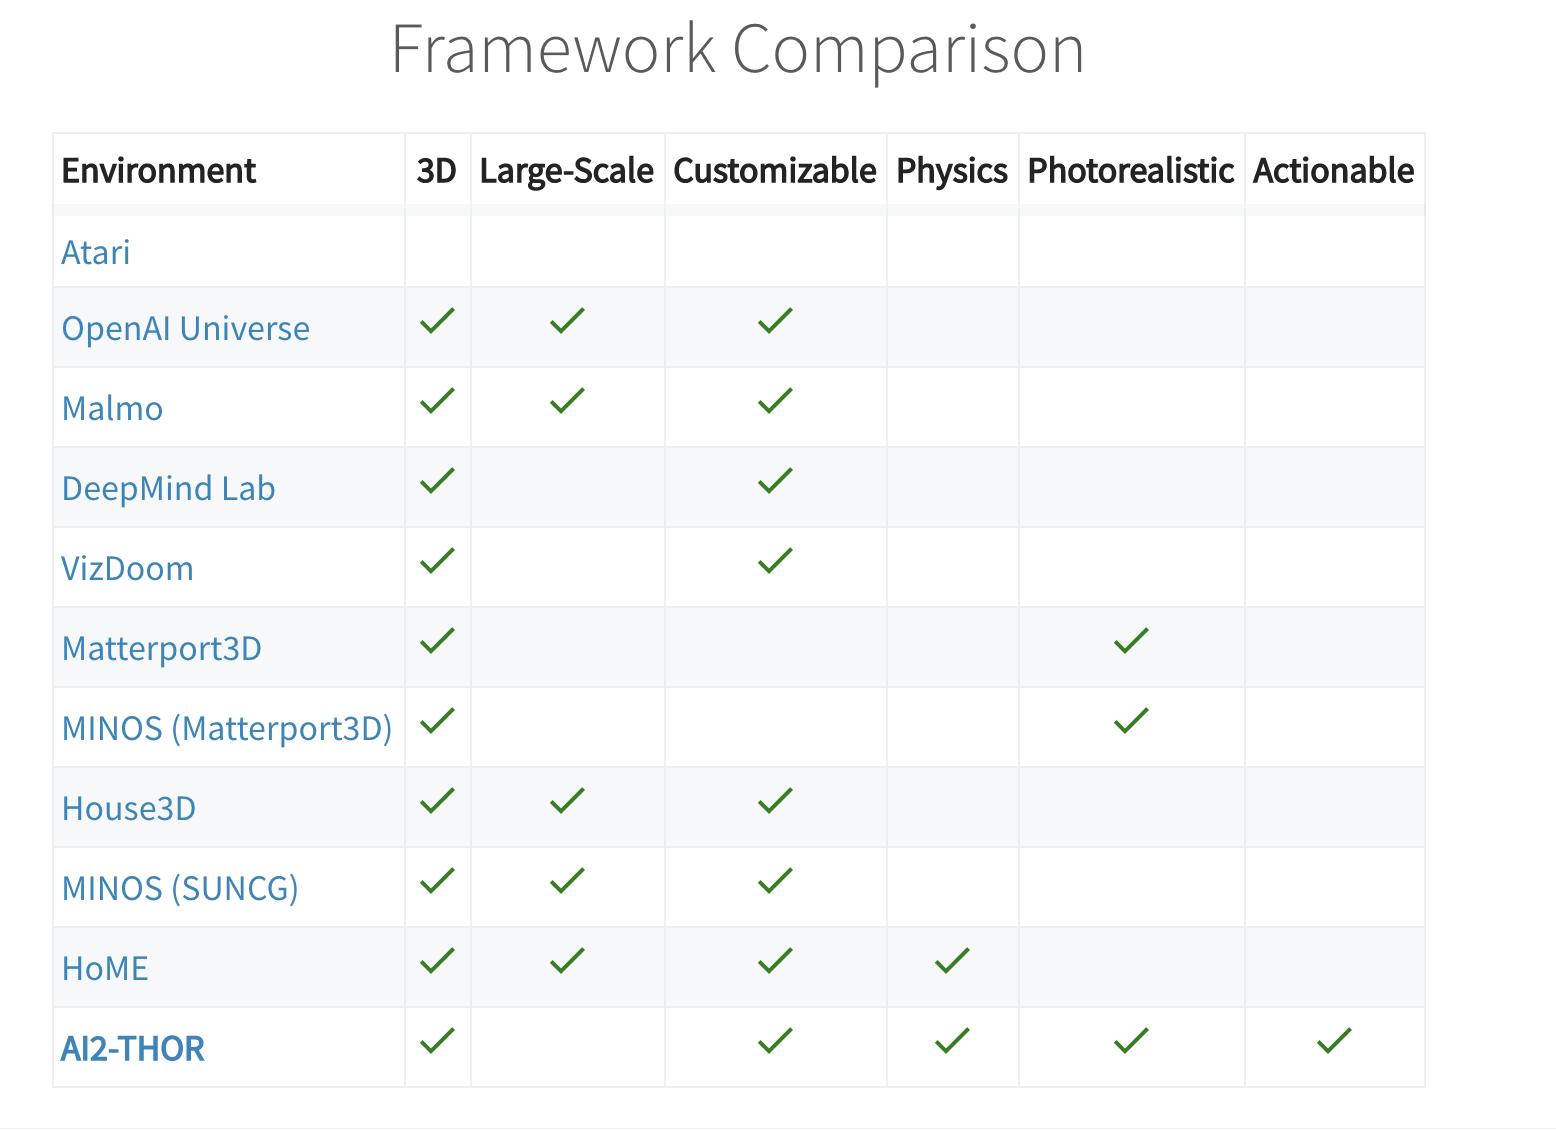 Framework Comparison
Environment 3D Large-Scale Customizable Physics Photorealistic Actionable
Atari
OpenAI Universe ✓ ✓ ✓
Malmo ✓ ✓ ✓
DeepMind Lab ✓ ✓
VizDoom ✓ ✓
Matterport3D ✓ ✓
MINOS (Matterport3D) ✓ ✓
House3D ✓ ✓ ✓
MINOS (SUNCG) ✓ ✓ ✓
HoME ✓ ✓ ✓ ✓
AI2-THOR ✓ ✓ ✓ ✓ ✓